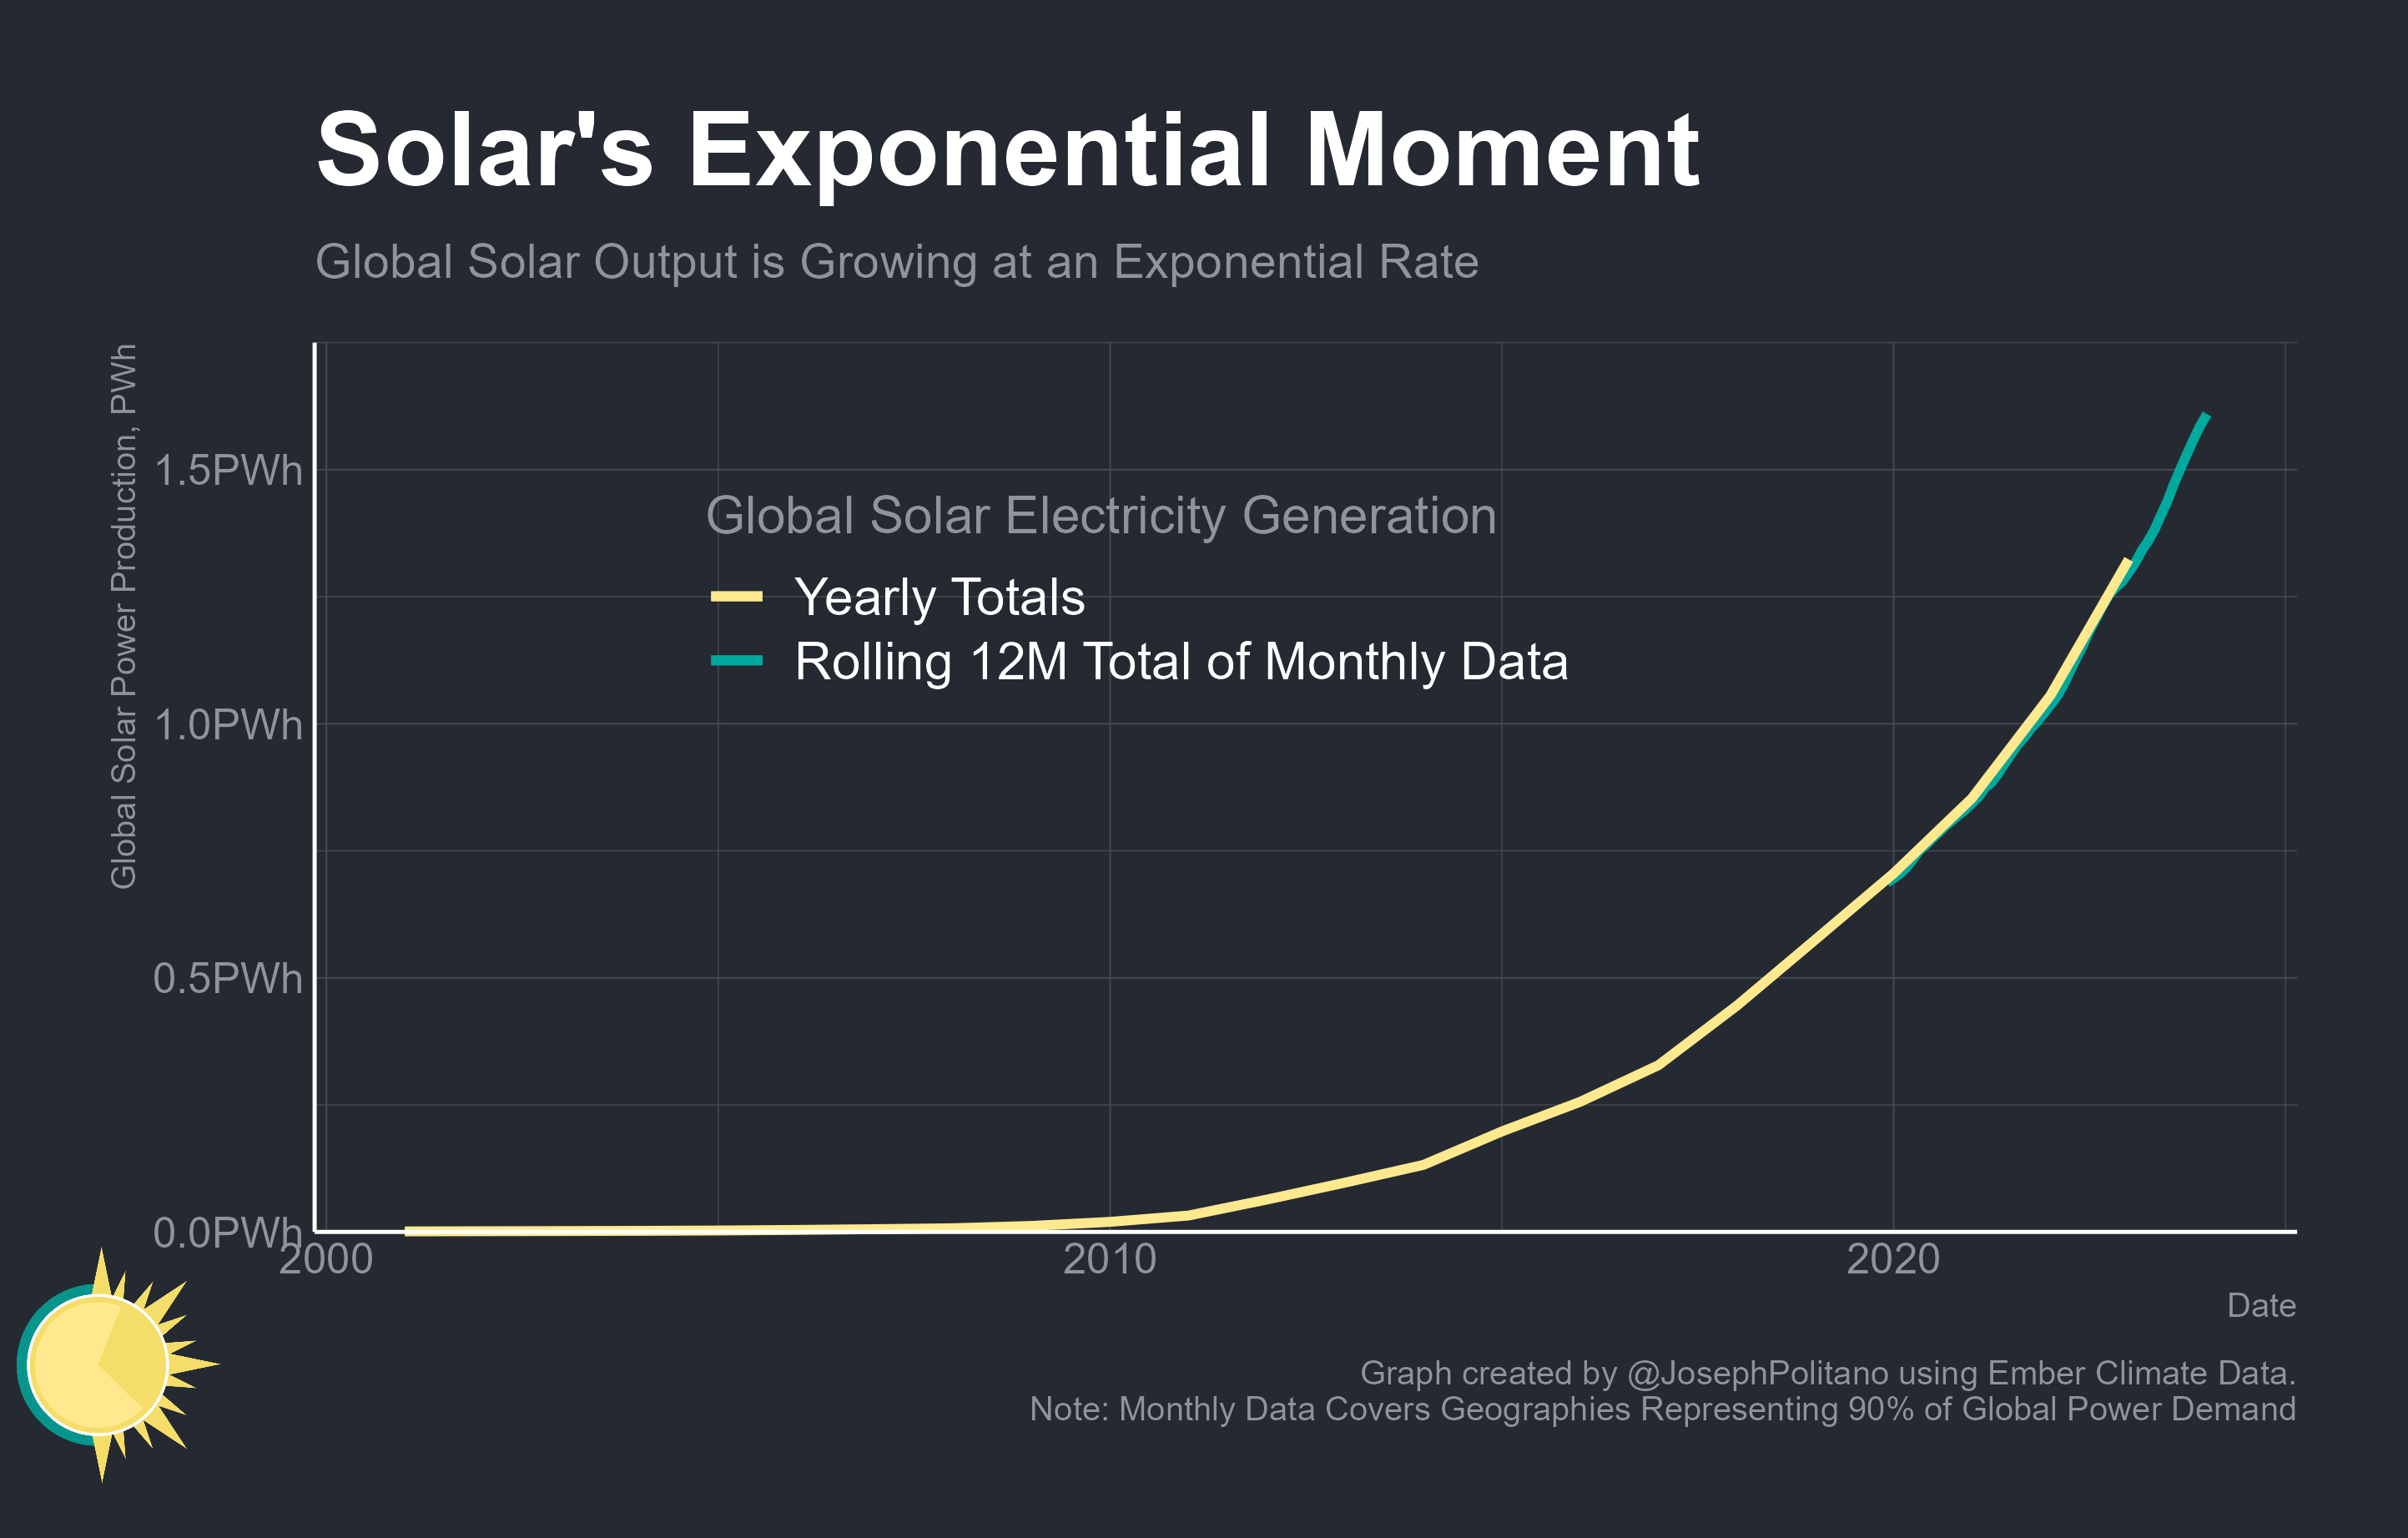 Solar's Exponential Moment
Global Solar Output is Growing at an Exponential Rate
Global Solar Power Production, PWh
1.5PWh
1.0PWh
0.5PWh
0.0PWh
Global Solar Electricity Generation
Yearly Totals
Rolling 12M Total of Monthly Data
2000
2010
2020
Date
Graph created by @JosephPolitano using Ember Climate Data.
Note: Monthly Data Covers Geographies Representing 90% of Global Power Demand